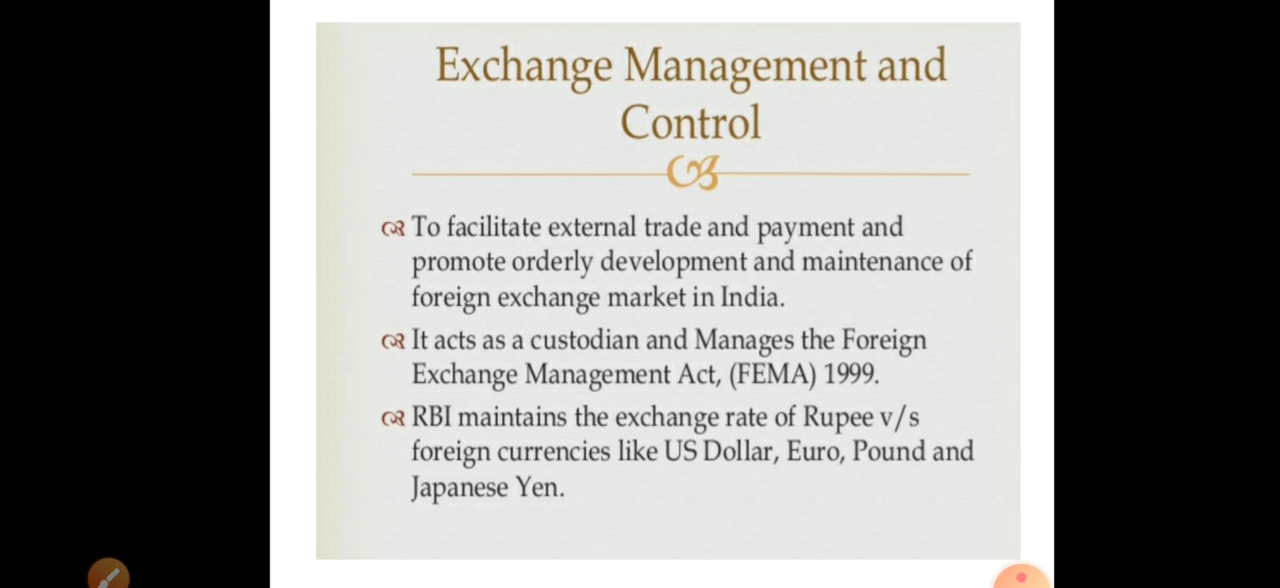 Exchange Management and
Control
To facilitate external trade and payment and
promote orderly development and maintenance of
foreign exchange market in India.
It acts as a custodian and Manages the Foreign
Exchange Management Act, (FEMA) 1999.
RBI maintains the exchange rate of Rupee v/s
foreign currencies like US Dollar, Euro, Pound and
Japanese Yen.